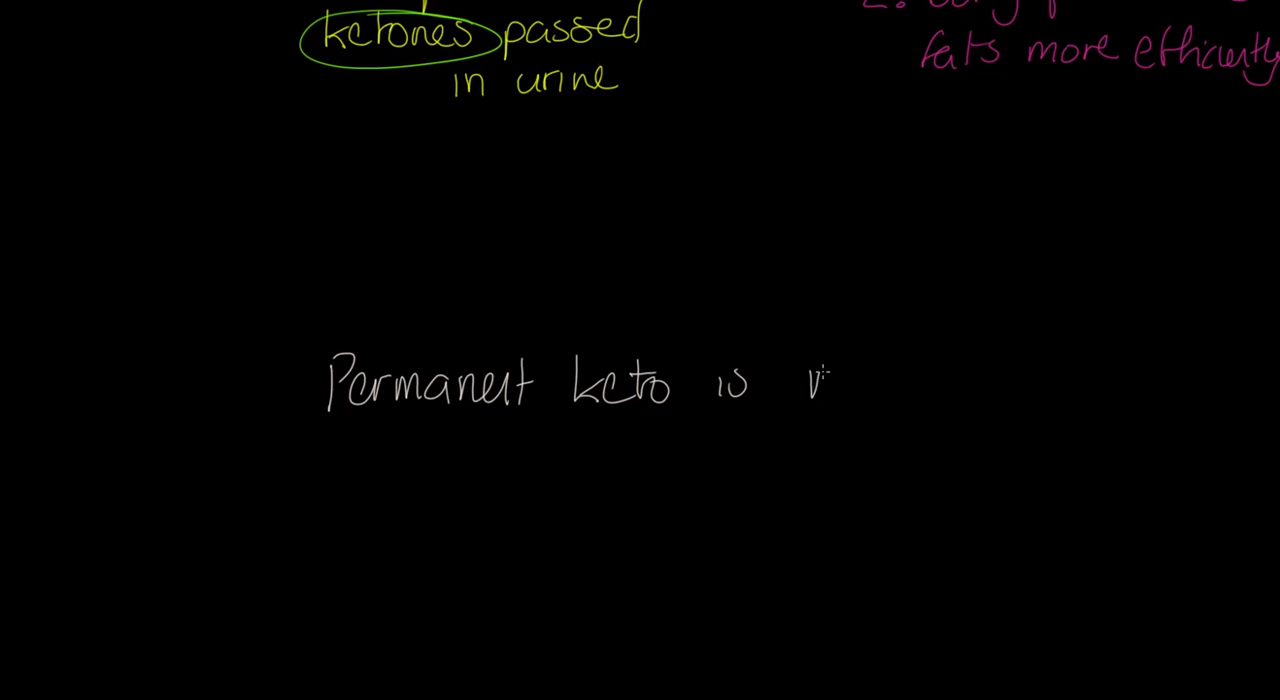 ketones passed
in urine
fats more efficiently
Permanent keto is